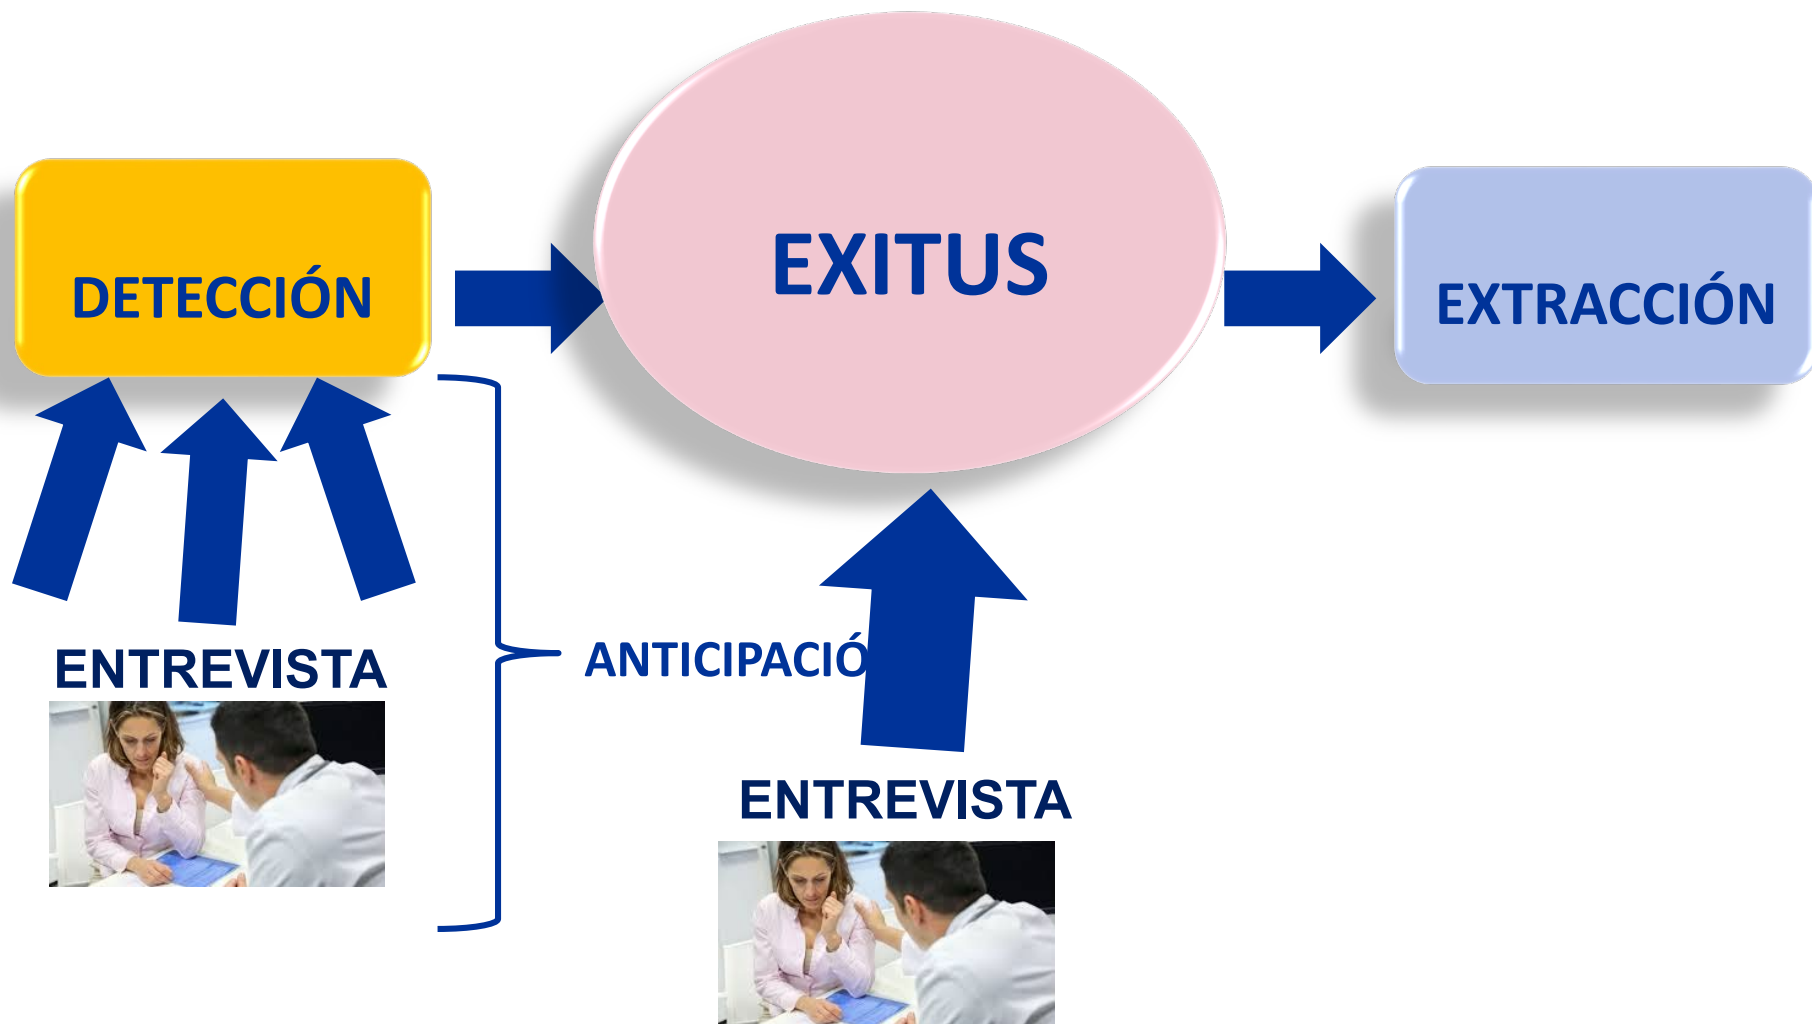 EXITUS
DETECCIÓN
EXTRACCIÓN
ENTREVISTA
ANTICIPACIÓ
ENTREVISTA